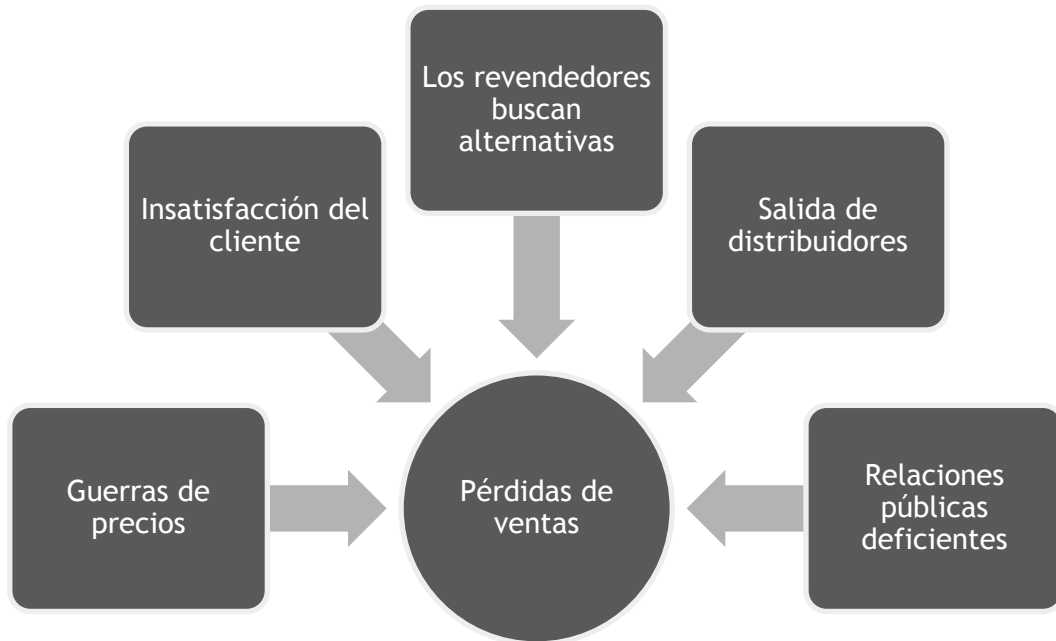 Los revendedores
buscan
alternativas
Insatisfacción del
cliente
Salida de
distribuidores
Guerras de
precios
Pérdidas de
ventas
Relaciones
públicas
deficientes